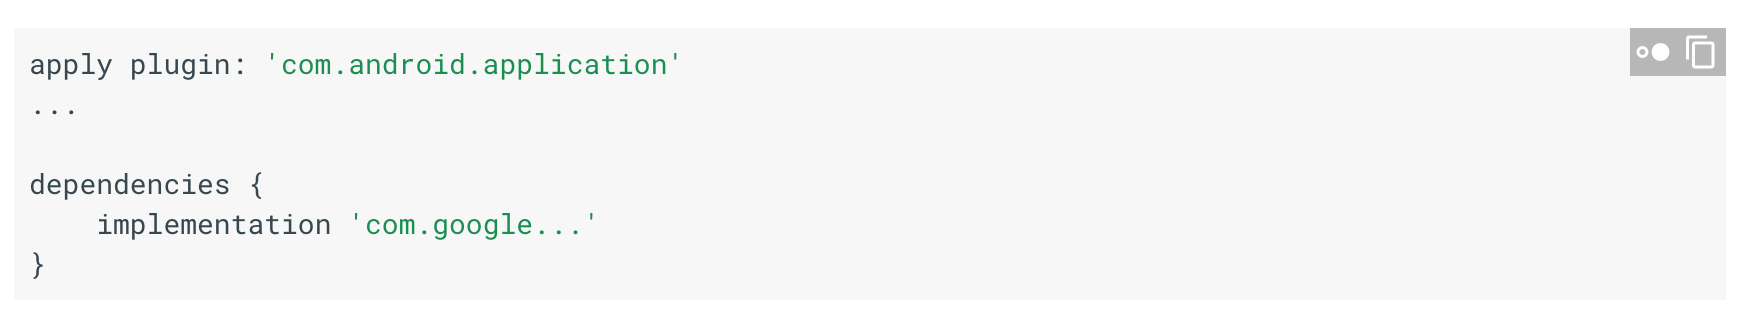 apply plugin: 'com.android.application'
...
dependencies {
    implementation 'com.google...'
}